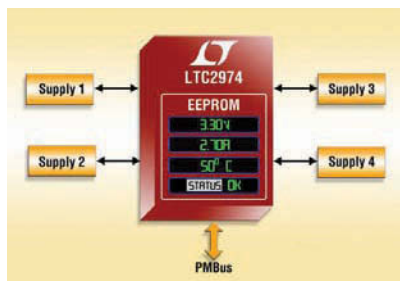 LTC2974
Supply 1
Supply 3
EEPROM
3.30V
2.70A
Supply 2
50° C
Supply 4
STATUS OK
PMBus